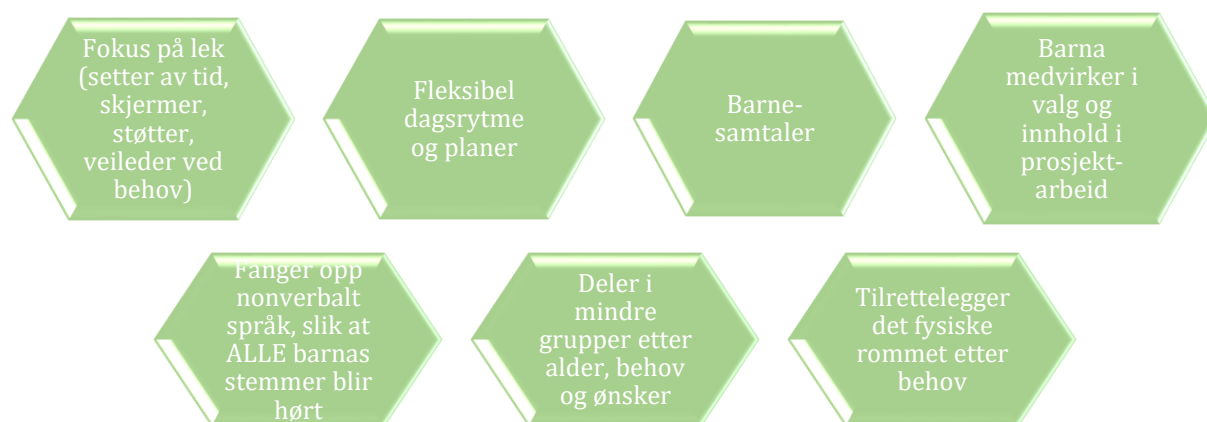 Fokus på lek
(setter av tid,
skjermer,
støtter,
veileder ved
behov)
Fleksibel
dagsrytme
og planer
Barne-
samtaler
Barna
medvirker i
valg og
innhold i
prosjekt-
arbeid
Fanger opp
nonverbalt
språk, slik at
ALLE barnas
stemmer blir
hørt
Deler i
mindre
grupper etter
alder, behov
og ønsker
Tilrettelegger
det fysiske
rommet etter
behov